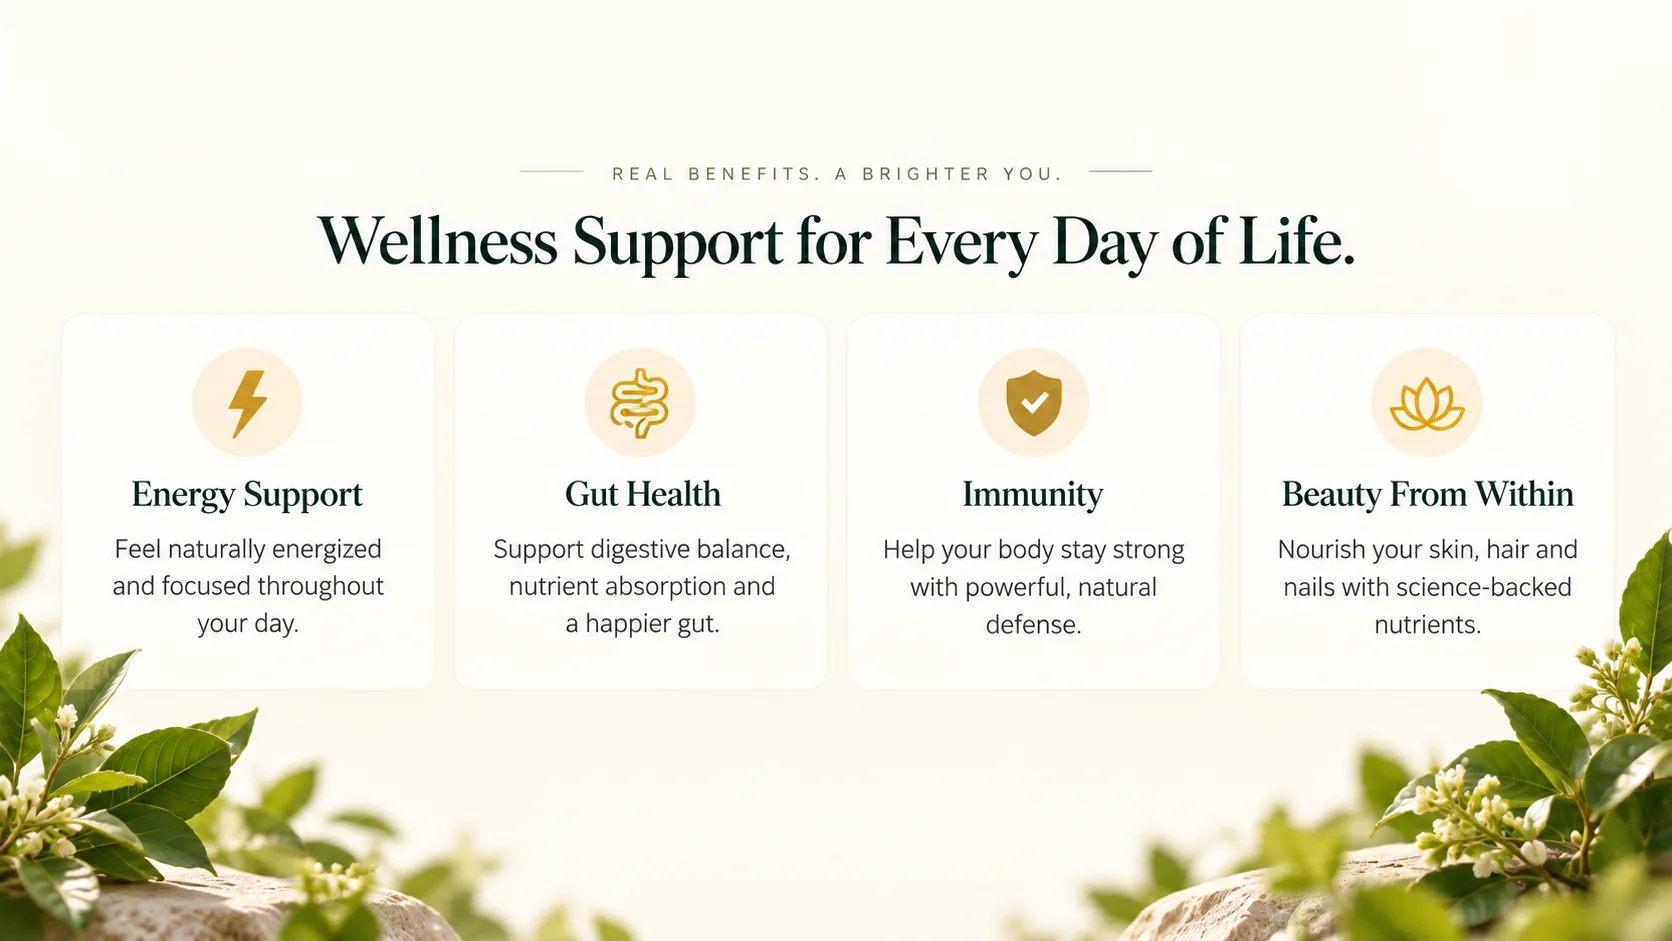 REAL BENEFITS. A BRIGHTER YOU.
Wellness Support for Every Day of Life.
Energy Support
Feel naturally energized
and focused throughout
your day.
Gut Health
Support digestive balance,
nutrient absorption and
a happier gut.
Immunity
Help your body stay strong
with powerful, natural
defense.
Beauty From Within
Nourish your skin, hair and
nails with science-backed
nutrients.